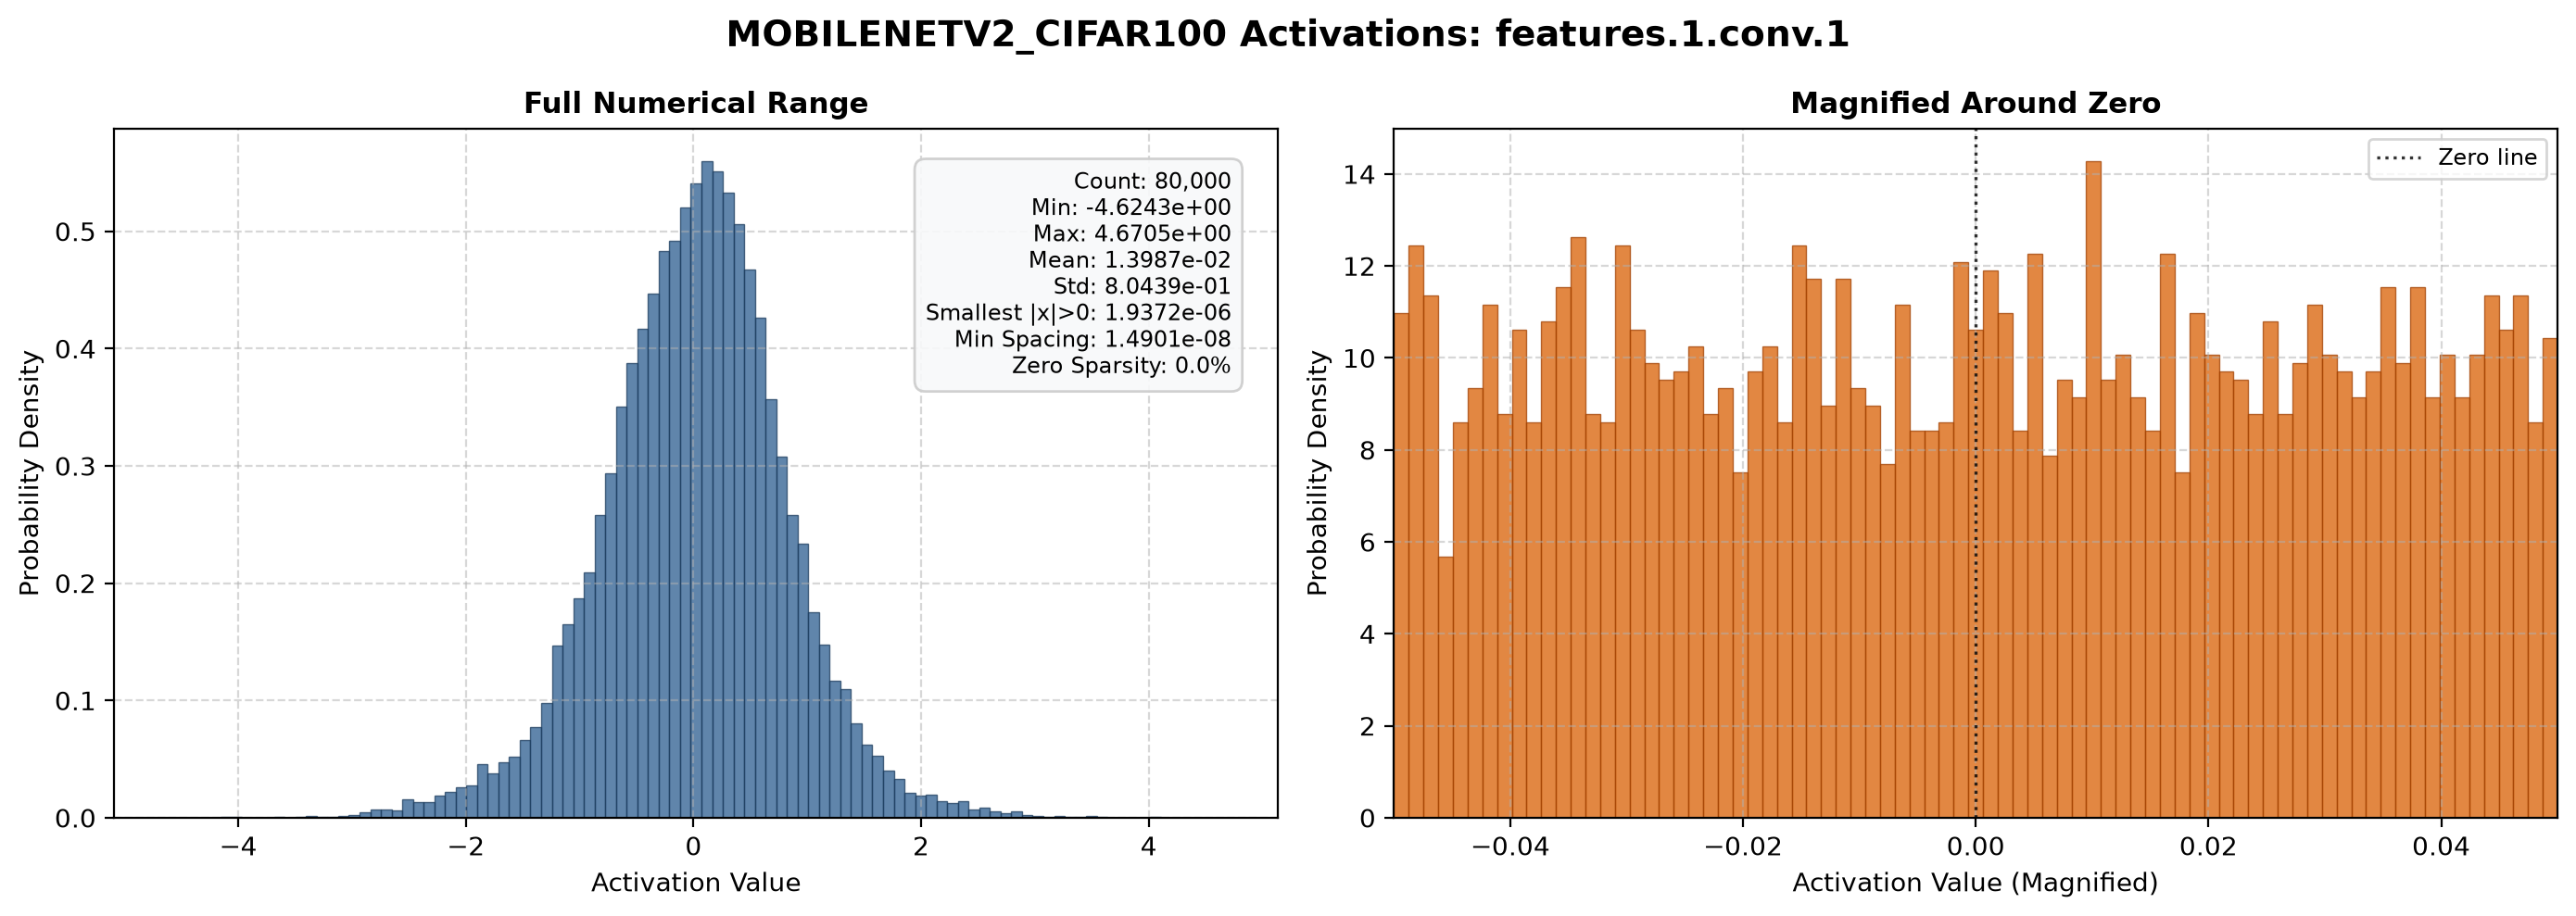 MOBILENETV2_CIFAR100 Activations: features.1.conv.1
Full Numerical Range
Probability Density
0.5
0.4
0.3
0.2
0.1
0.0
−4
−2
0
2
4
Activation Value
Count: 80,000
Min: -4.6243e+00
Max: 4.6705e+00
Mean: 1.3987e-02
Std: 8.0439e-01
Smallest |x|>0: 1.9372e-06
Min Spacing: 1.4901e-08
Zero Sparsity: 0.0%
Magnified Around Zero
Probability Density
14
12
10
8
6
4
2
0
−0.04
−0.02
0.00
0.02
0.04
Activation Value (Magnified)
Zero line